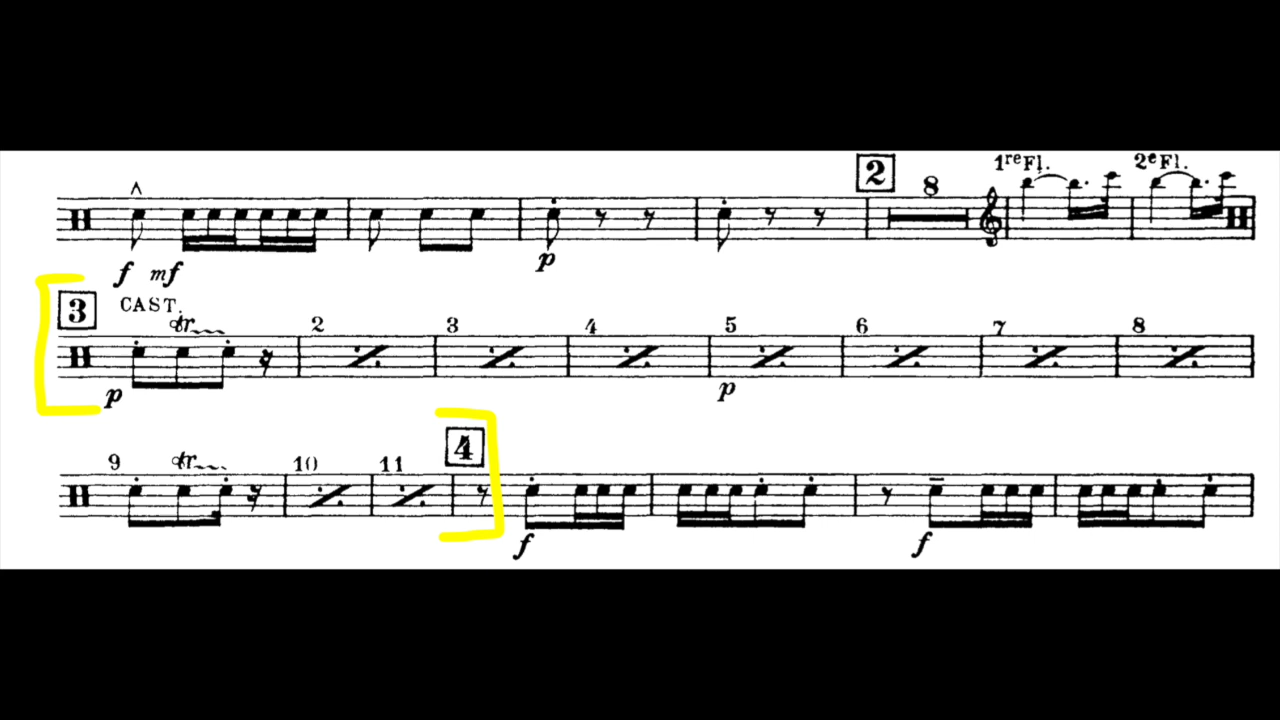 2 8 1re Fl. 2e Fl.
f mf p
3 CAST.
tr 2 3 4 5 6 7 8
p p
4
9 tr 10 11
f f